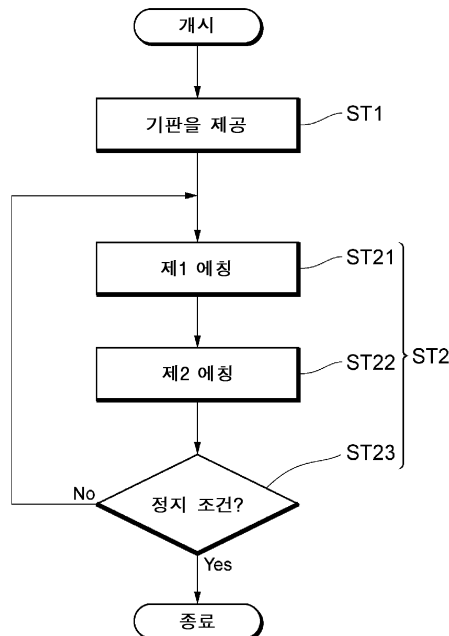 개시
기판을 제공
ST1
제1 에칭
ST21
제2 에칭
ST22
ST2
ST23
정지 조건?
No
Yes
종료